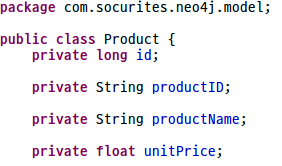 package com.socurites.neo4j.model;
public class Product {
private long id;
private String productID;
private String productName;
private float unitPrice;